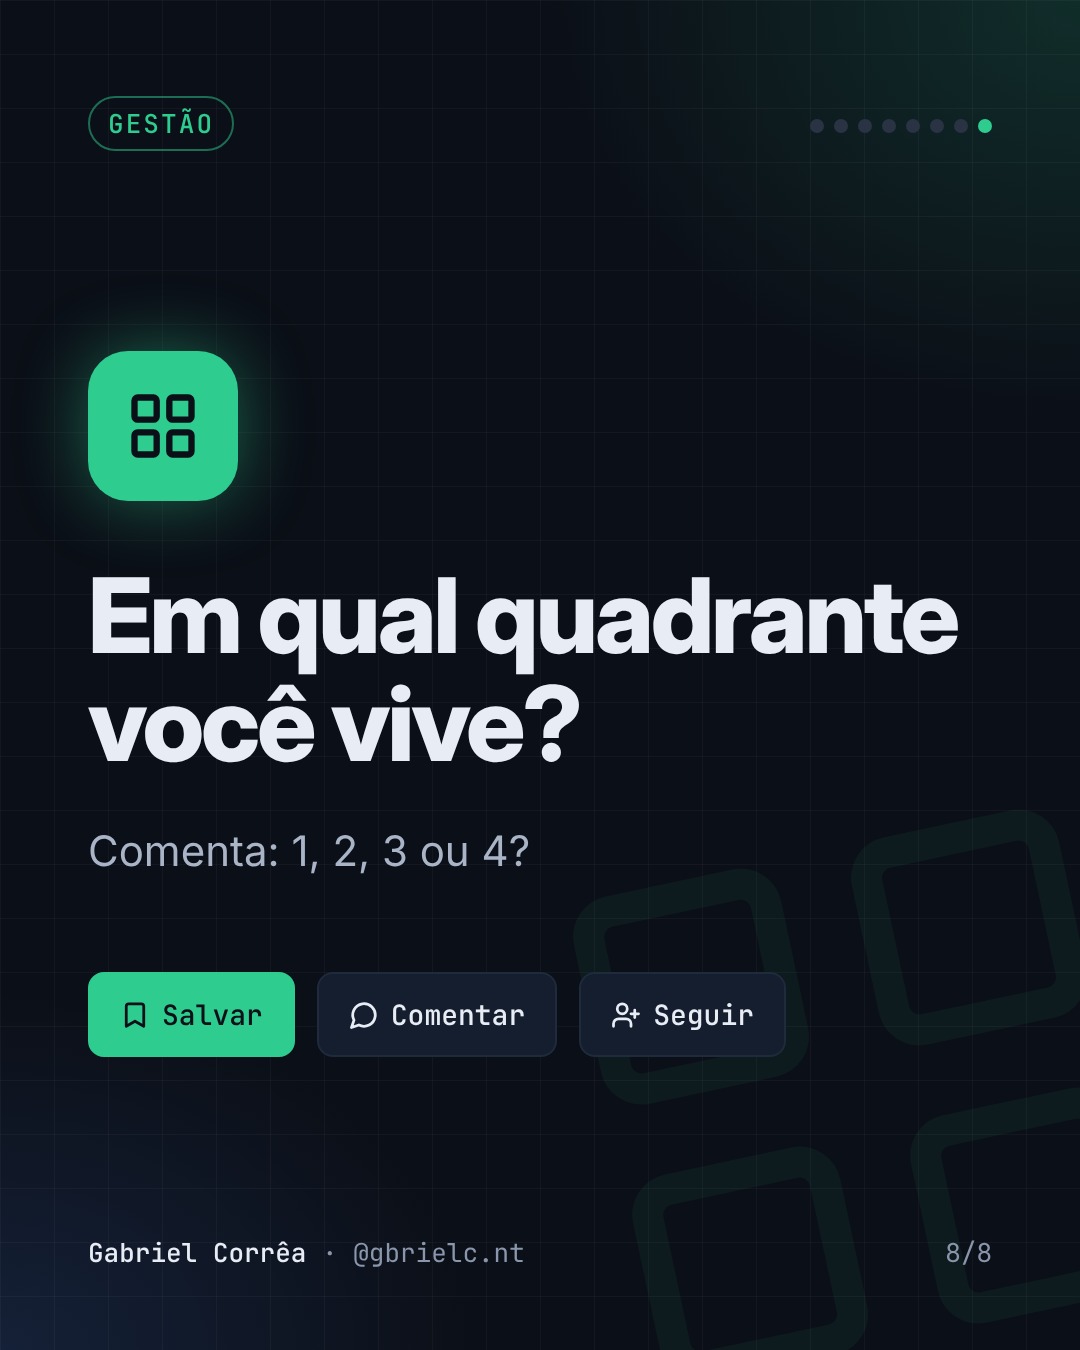 GESTÃO
Em qual quadrante
você vive?
Comenta: 1, 2, 3 ou 4?
Salvar
Comentar
Seguir
Gabriel Corrêa · @gbrielc.nt
8/8